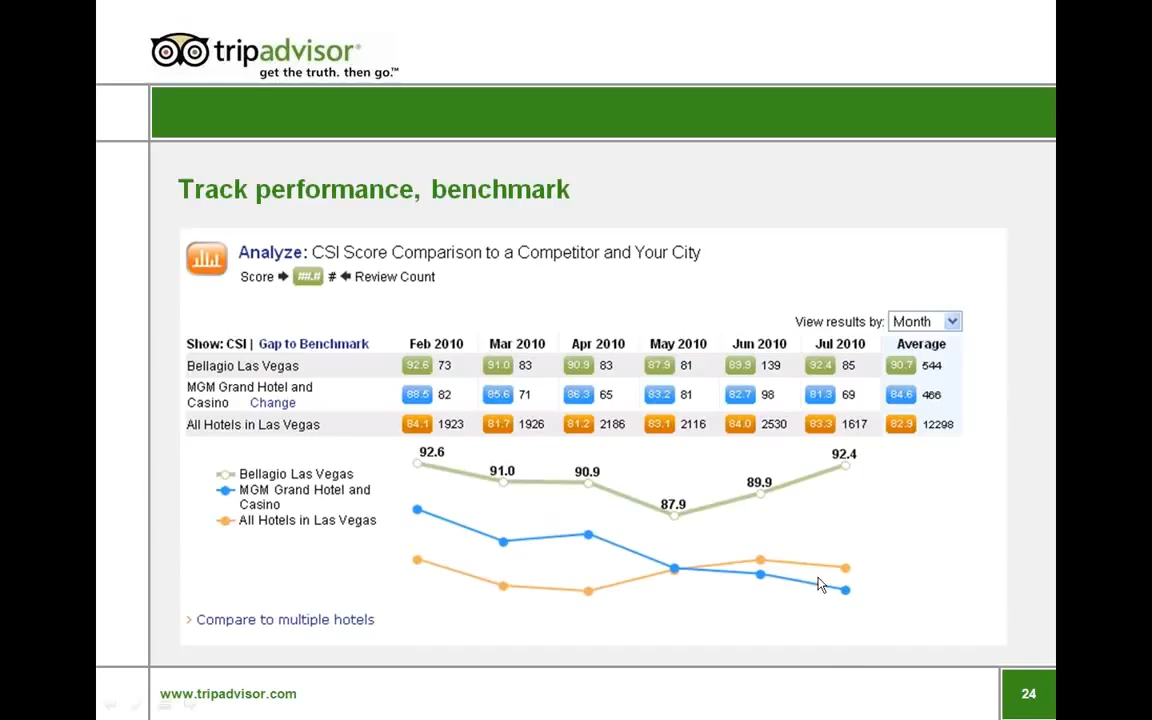 tripadvisor®
get the truth. then go.™
Track performance, benchmark
Analyze: CSI Score Comparison to a Competitor and Your City
Score ##.# # Review Count
View results by: Month
Show: CSI | Gap to Benchmark Feb 2010 Mar 2010 Apr 2010 May 2010 Jun 2010 Jul 2010 Average
Bellagio Las Vegas 92.6 73 91.0 83 90.9 83 87.9 81 89.9 139 92.4 85 90.7 544
MGM Grand Hotel and
Casino Change 88.5 82 85.6 71 86.3 65 83.2 81 82.7 98 81.3 69 84.6 466
All Hotels in Las Vegas 84.1 1923 81.7 1926 81.2 2186 83.1 2116 84.0 2530 83.3 1617 82.9 12298
92.6 91.0 90.9 87.9 89.9 92.4
Bellagio Las Vegas
MGM Grand Hotel and
Casino
All Hotels in Las Vegas
> Compare to multiple hotels
www.tripadvisor.com
24